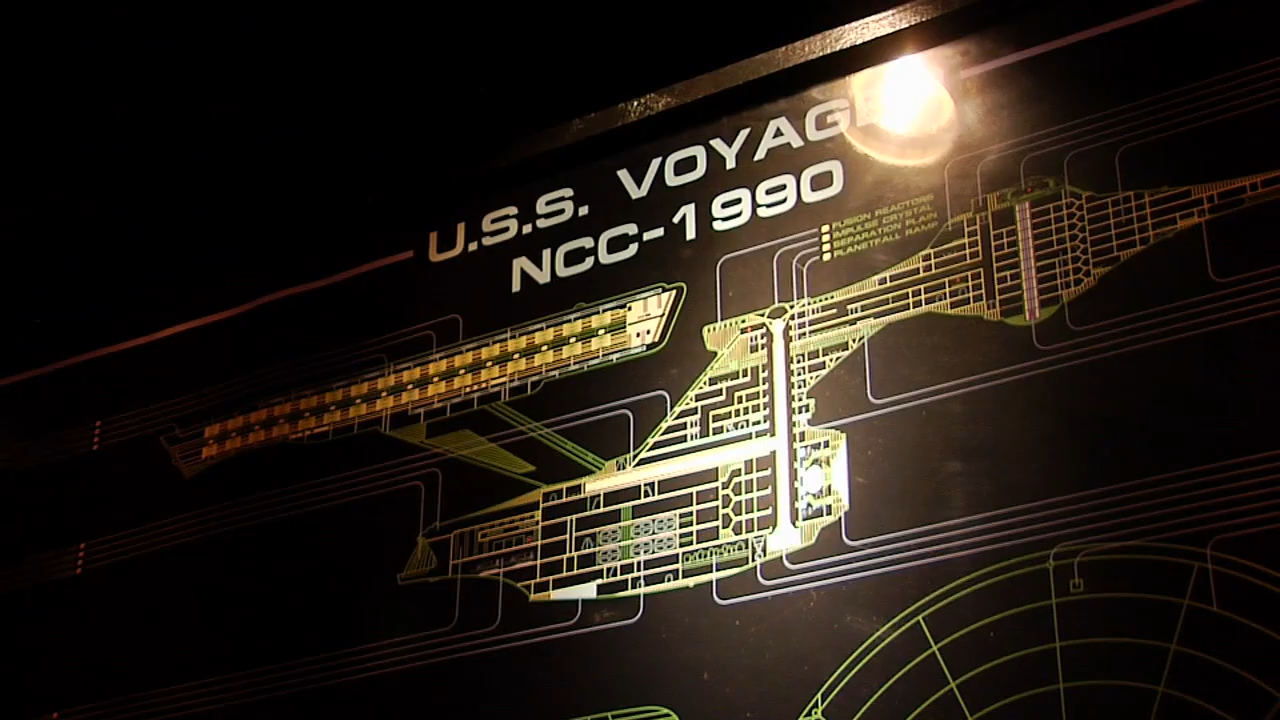 U.S.S. VOYAG
NCC-1990
FUSION REACTORS
IMPULSE CRYSTAL
SEPARATION PLAIN
PLANETFALL RAMP